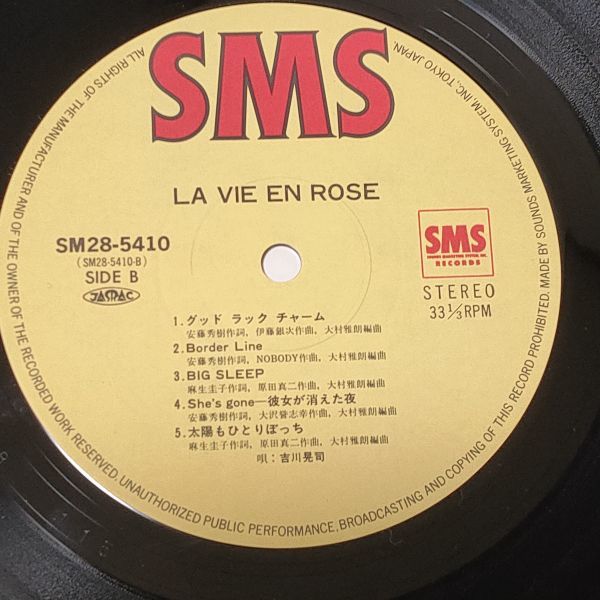 SMS
LA VIE EN ROSE
SM28-5410
(SM28-5410-B)
SIDE B
JASRAC
SMS
SOUNDS MARKETING SYSTEM, INC.
RECORDS
STEREO
33⅓RPM
1.グッド ラック チャーム
安藤秀樹作詞, 伊藤銀次作曲, 大村雅朗編曲
2.Border Line
安藤秀樹作詞, NOBODY作曲, 大村雅朗編曲
3.BIG SLEEP
麻生圭子作詞, 原田真二作曲, 大村雅朗編曲
4.She's gone—彼女が消えた夜
安藤秀樹作詞, 大沢誉志幸作曲, 大村雅朗編曲
5.太陽もひとりぼっち
麻生圭子作詞, 原田真二作曲, 大村雅朗編曲
唄:吉川晃司
ALL RIGHTS OF THE MANUFACTURER AND OF THE OWNER OF THE RECORDED WORK RESERVED. UNAUTHORIZED PUBLIC PERFORMANCE. BROADCASTING AND COPYING OF THIS RECORD PROHIBITED. MADE BY SOUNDS MARKETING SYSTEM, INC., TOKYO JAPAN.